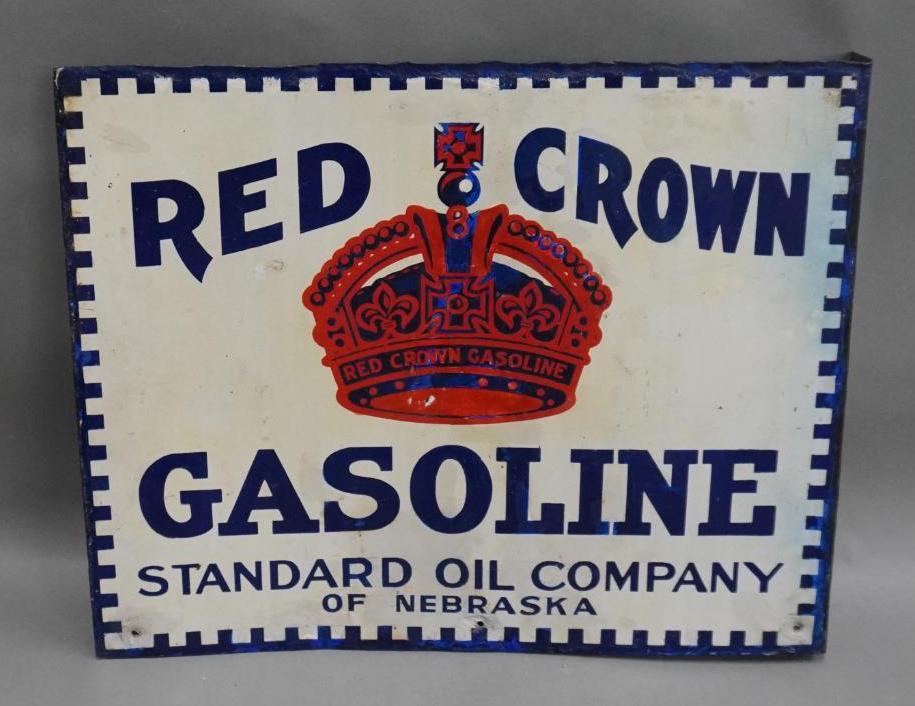 RED CROWN
RED CROWN GASOLINE
GASOLINE
STANDARD OIL COMPANY
OF NEBRASKA